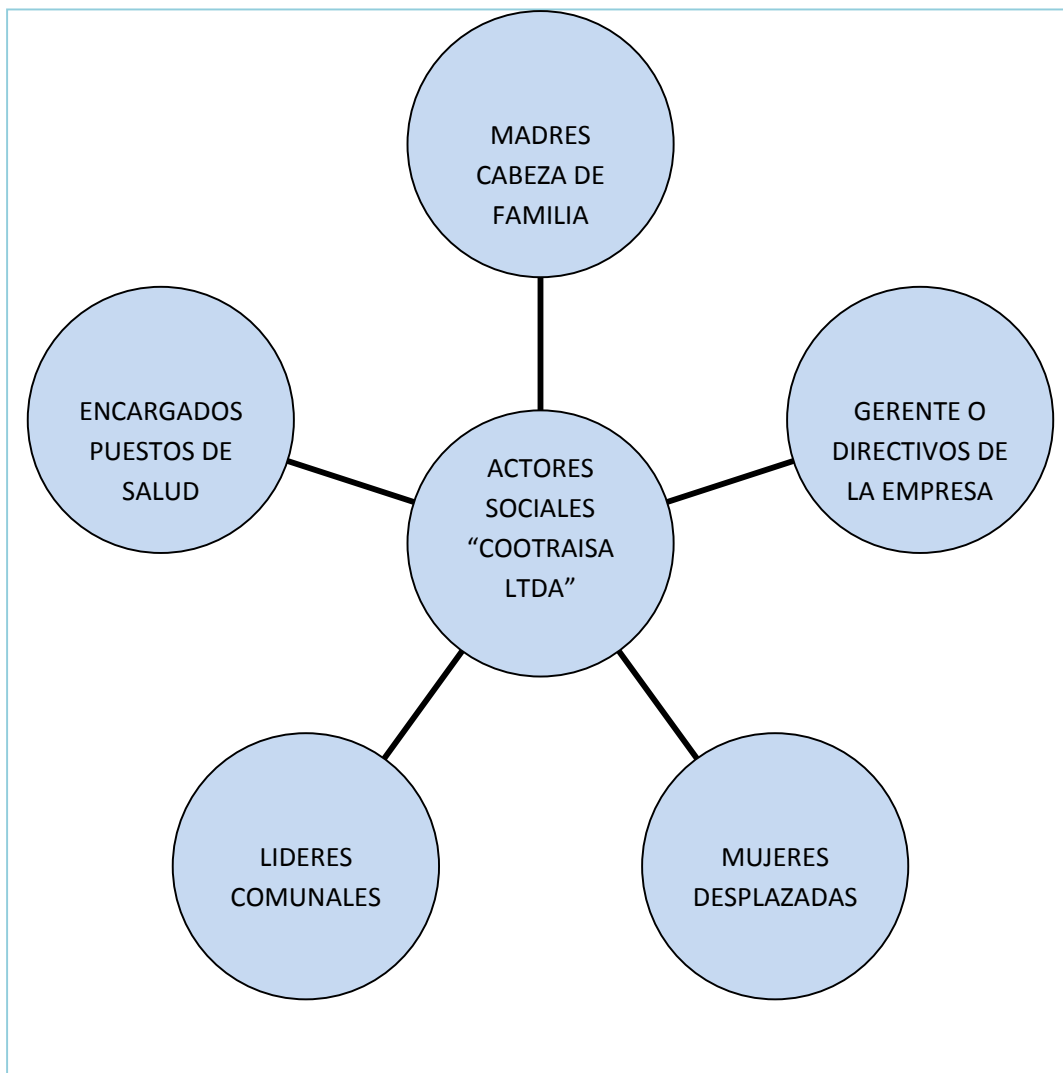 MADRES
CABEZA DE
FAMILIA
ENCARGADOS
PUESTOS DE
SALUD
GERENTE O
DIRECTIVOS DE
LA EMPRESA
ACTORES
SOCIALES
“COOTRAISA
LTDA”
LIDERES
COMUNALES
MUJERES
DESPLAZADAS